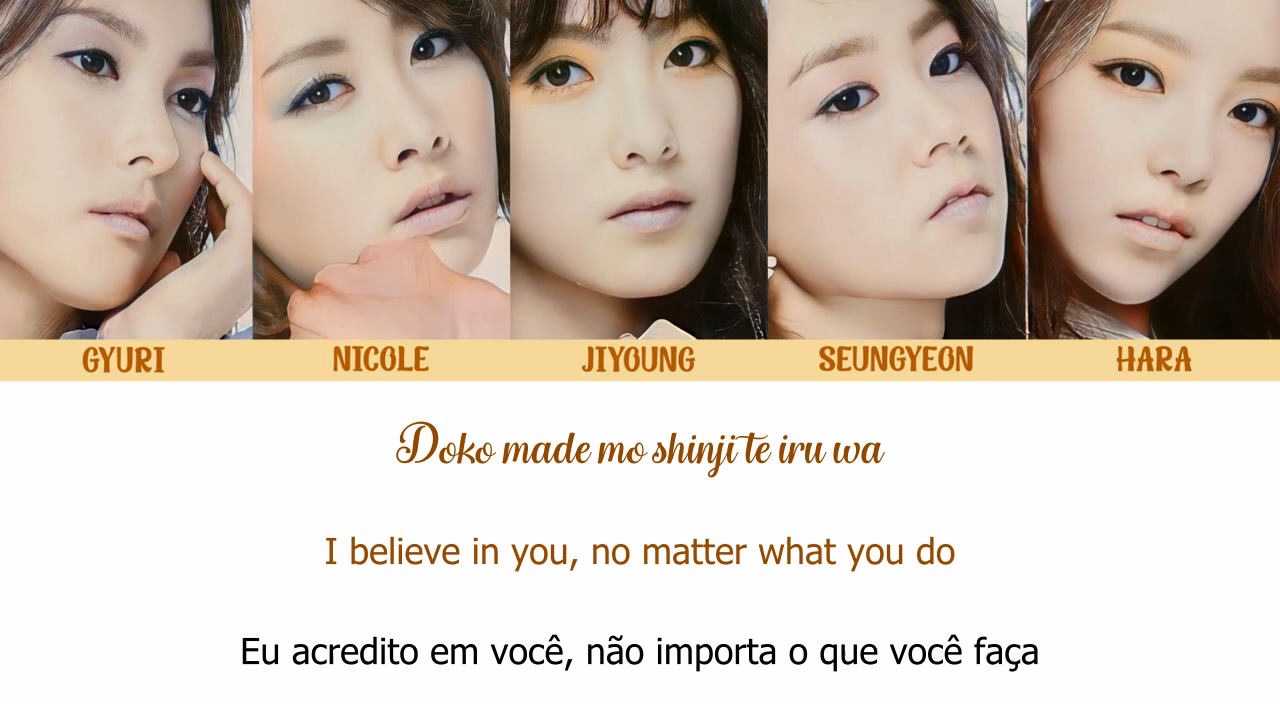 GYURI NICOLE JIYOUNG SEUNGYEON HARA
Doko made mo shinji te iru wa
I believe in you, no matter what you do
Eu acredito em você, não importa o que você faça